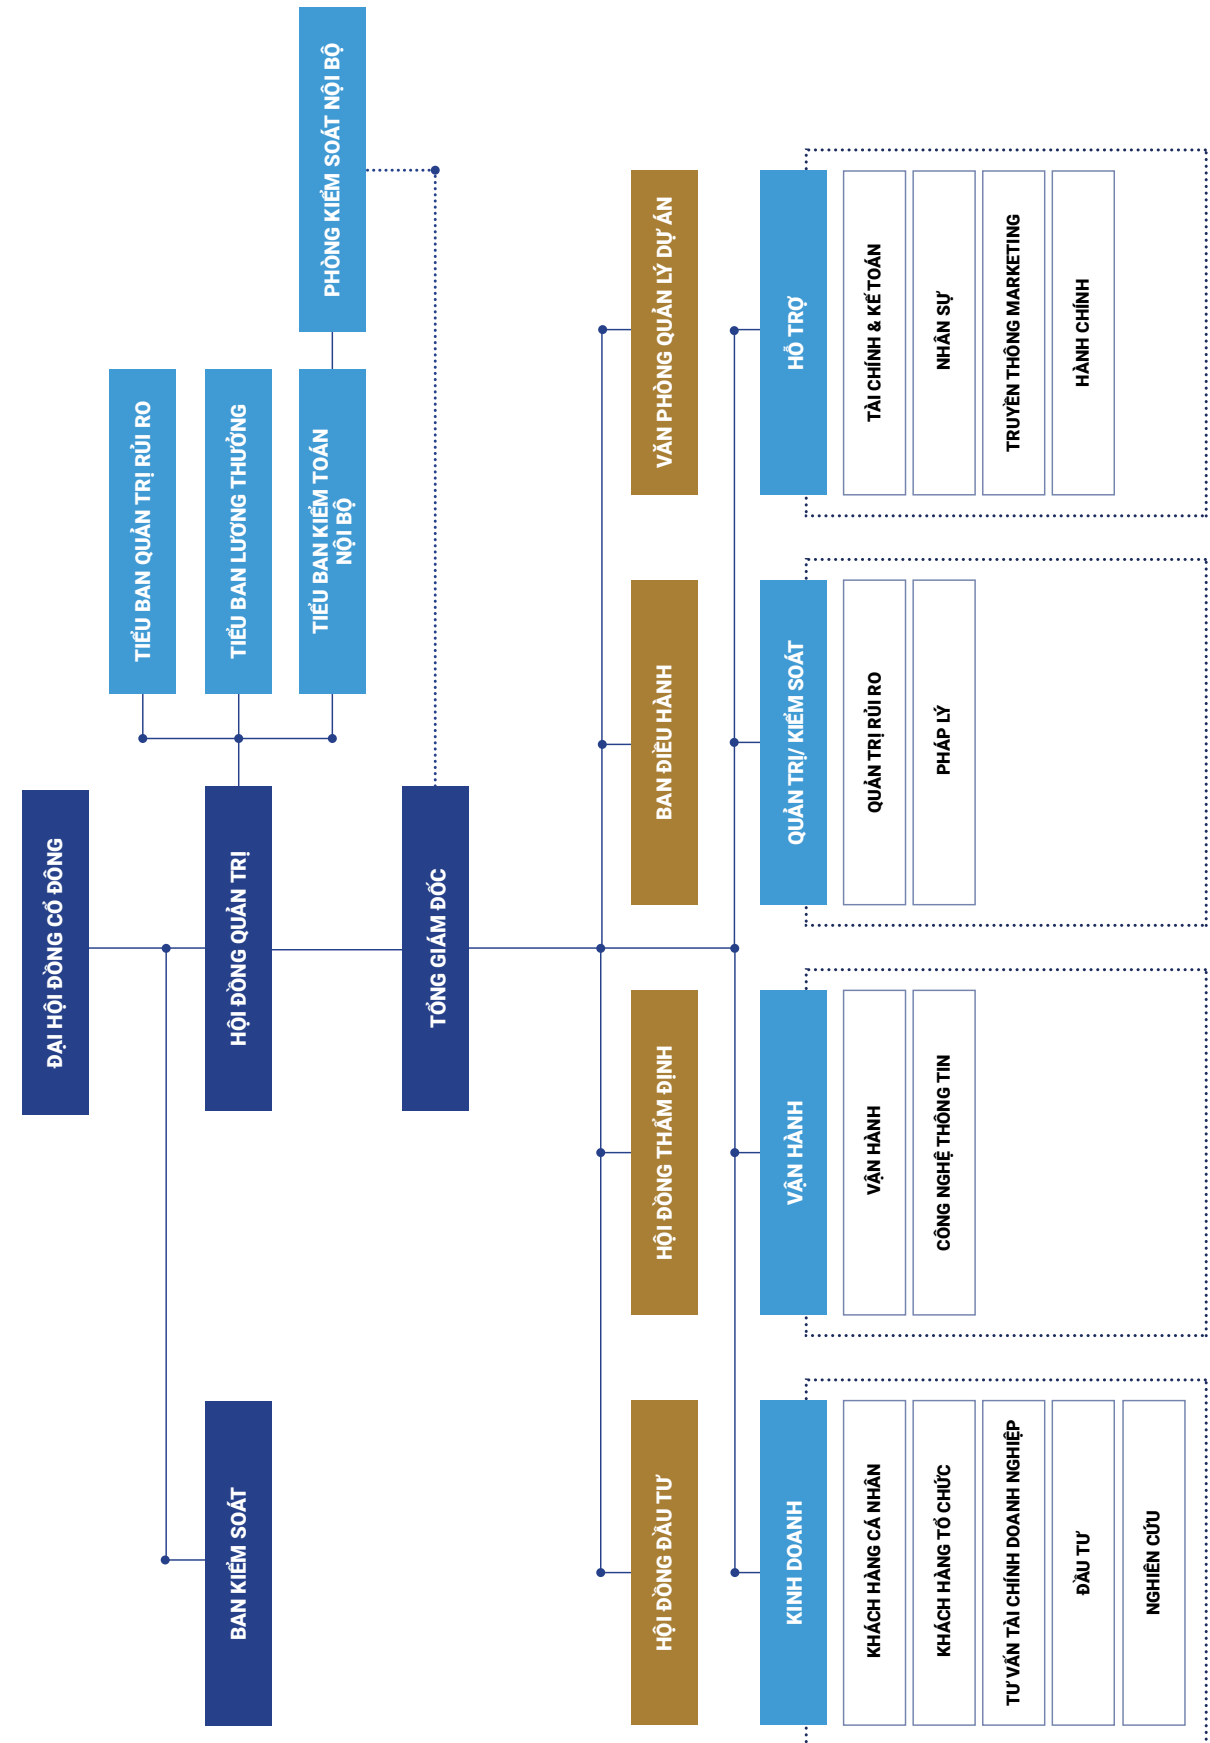 ĐẠI HỘI ĐỒNG CỔ ĐÔNG
BAN KIỂM SOÁT
HỘI ĐỒNG QUẢN TRỊ
TIỂU BAN QUẢN TRỊ RỦI RO
TIỂU BAN LƯƠNG THƯỞNG
TIỂU BAN KIỂM TOÁN
NỘI BỘ
PHÒNG KIỂM SOÁT NỘI BỘ
TỔNG GIÁM ĐỐC
HỘI ĐỒNG ĐẦU TƯ
HỘI ĐỒNG THẨM ĐỊNH
BAN ĐIỀU HÀNH
VĂN PHÒNG QUẢN LÝ DỰ ÁN
KINH DOANH
KHÁCH HÀNG CÁ NHÂN
KHÁCH HÀNG TỔ CHỨC
TƯ VẤN TÀI CHÍNH DOANH NGHIỆP
ĐẦU TƯ
NGHIÊN CỨU
VẬN HÀNH
VẬN HÀNH
CÔNG NGHỆ THÔNG TIN
QUẢN TRỊ/ KIỂM SOÁT
QUẢN TRỊ RỦI RO
PHÁP LÝ
HỖ TRỢ
TÀI CHÍNH & KẾ TOÁN
NHÂN SỰ
TRUYỀN THÔNG MARKETING
HÀNH CHÍNH